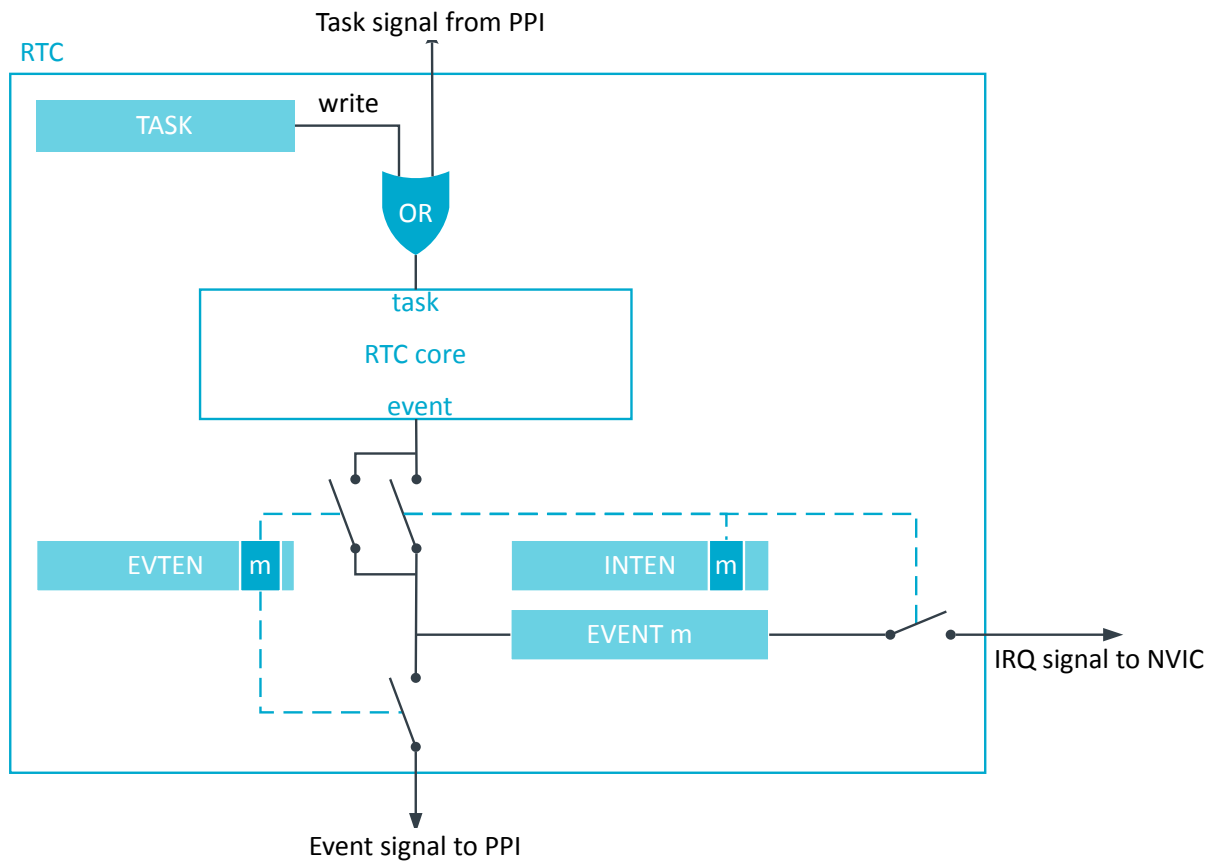 Task signal from PPI
RTC
write
TASK
OR
task
RTC core
event
EVTEN m
INTEN m
EVENT m
IRQ signal to NVIC
Event signal to PPI